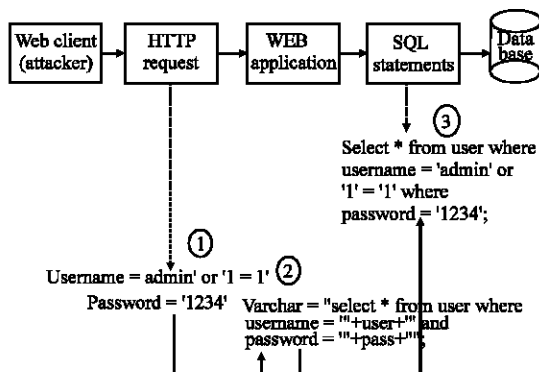 Web client
(attacker)
HTTP
request
WEB
application
SQL
statements
Data
base
3
Select * from user where
username = 'admin' or
'1' = '1' where
password = '1234';
1
Username = admin' or '1 = 1'
Password = '1234'
2
Varchar = "select * from user where
username = '"+user+"' and
password = '"+pass+"'";